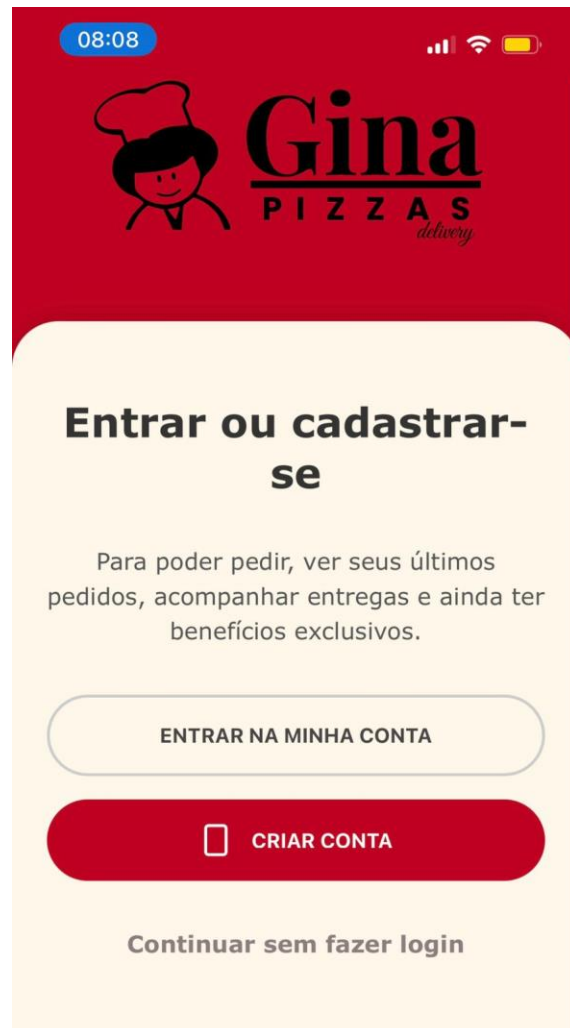 08:08
Gina
PIZZAS
delivery
Entrar ou cadastrar-
se
Para poder pedir, ver seus últimos
pedidos, acompanhar entregas e ainda ter
benefícios exclusivos.
ENTRAR NA MINHA CONTA
CRIAR CONTA
Continuar sem fazer login